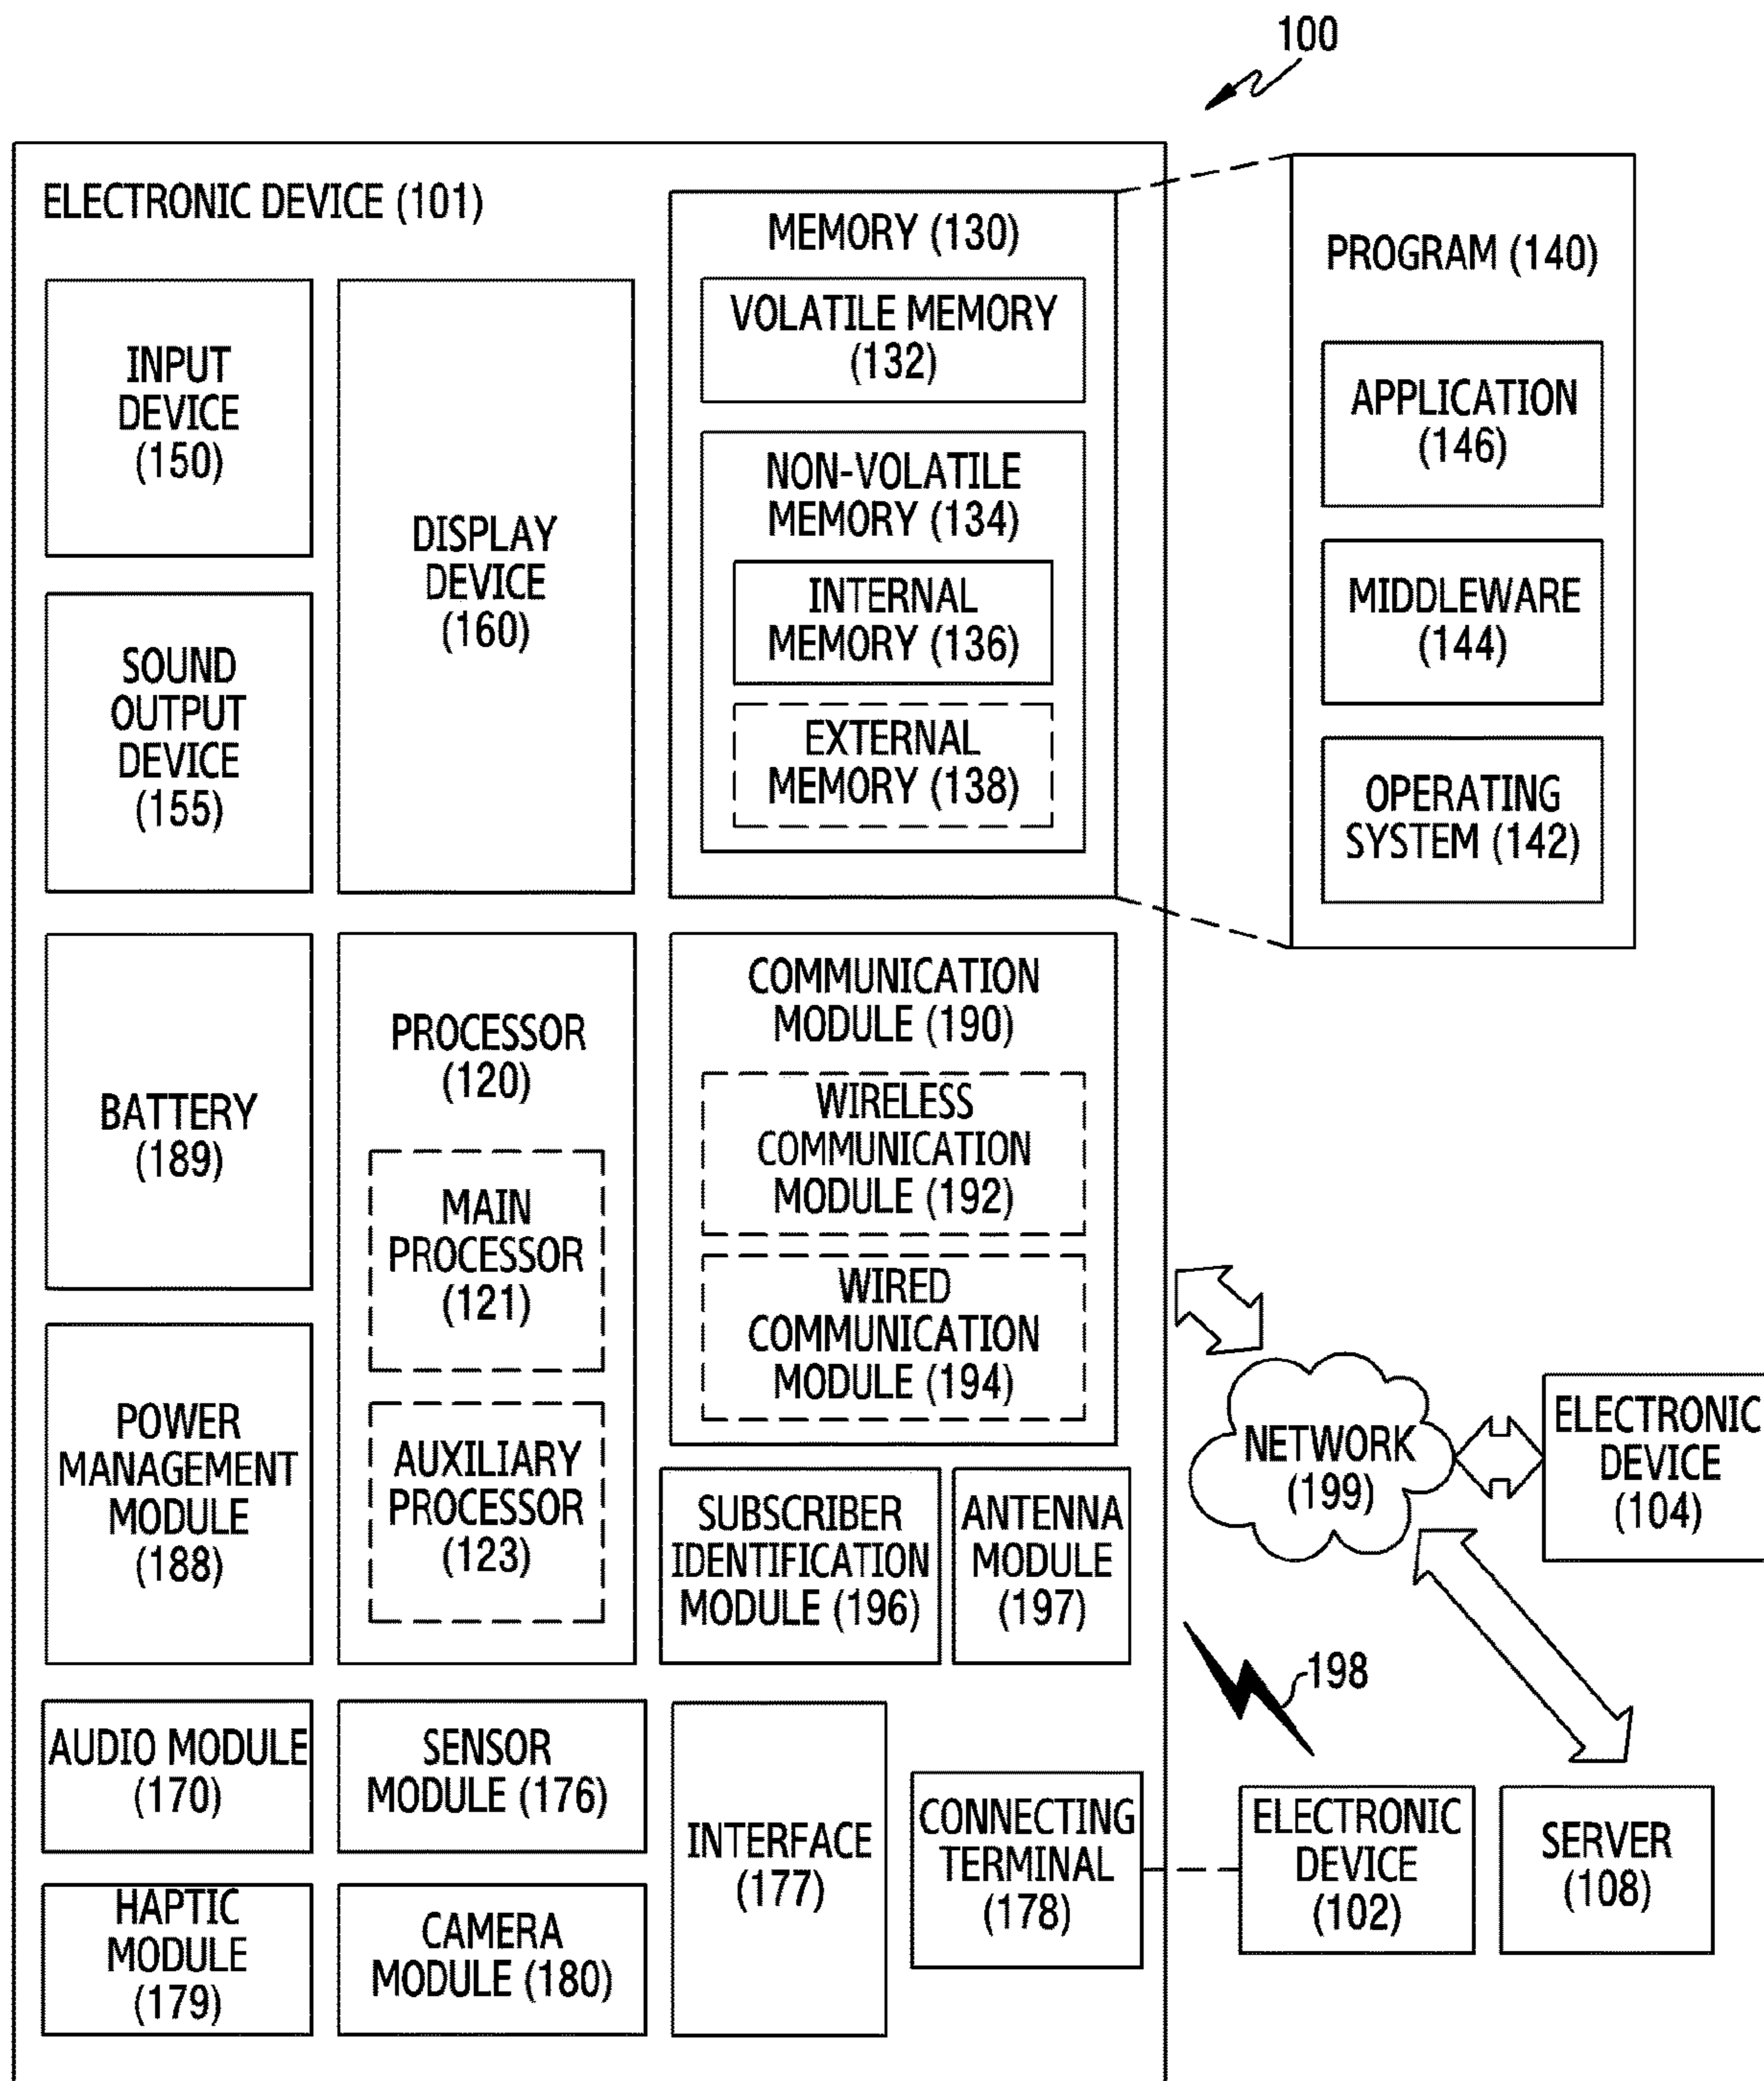 100
ELECTRONIC DEVICE (101)
INPUT
DEVICE
(150)
SOUND
OUTPUT
DEVICE
(155)
DISPLAY
DEVICE
(160)
MEMORY (130)
VOLATILE MEMORY
(132)
NON-VOLATILE
MEMORY (134)
INTERNAL
MEMORY (136)
EXTERNAL
MEMORY (138)
PROGRAM (140)
APPLICATION
(146)
MIDDLEWARE
(144)
OPERATING
SYSTEM (142)
BATTERY
(189)
POWER
MANAGEMENT
MODULE
(188)
PROCESSOR
(120)
MAIN
PROCESSOR
(121)
AUXILIARY
PROCESSOR
(123)
COMMUNICATION
MODULE (190)
WIRELESS
COMMUNICATION
MODULE (192)
WIRED
COMMUNICATION
MODULE (194)
SUBSCRIBER
IDENTIFICATION
MODULE (196)
ANTENNA
MODULE
(197)
NETWORK
(199)
ELECTRONIC
DEVICE
(104)
198
AUDIO MODULE
(170)
SENSOR
MODULE (176)
HAPTIC
MODULE
(179)
CAMERA
MODULE (180)
INTERFACE
(177)
CONNECTING
TERMINAL
(178)
ELECTRONIC
DEVICE
(102)
SERVER
(108)